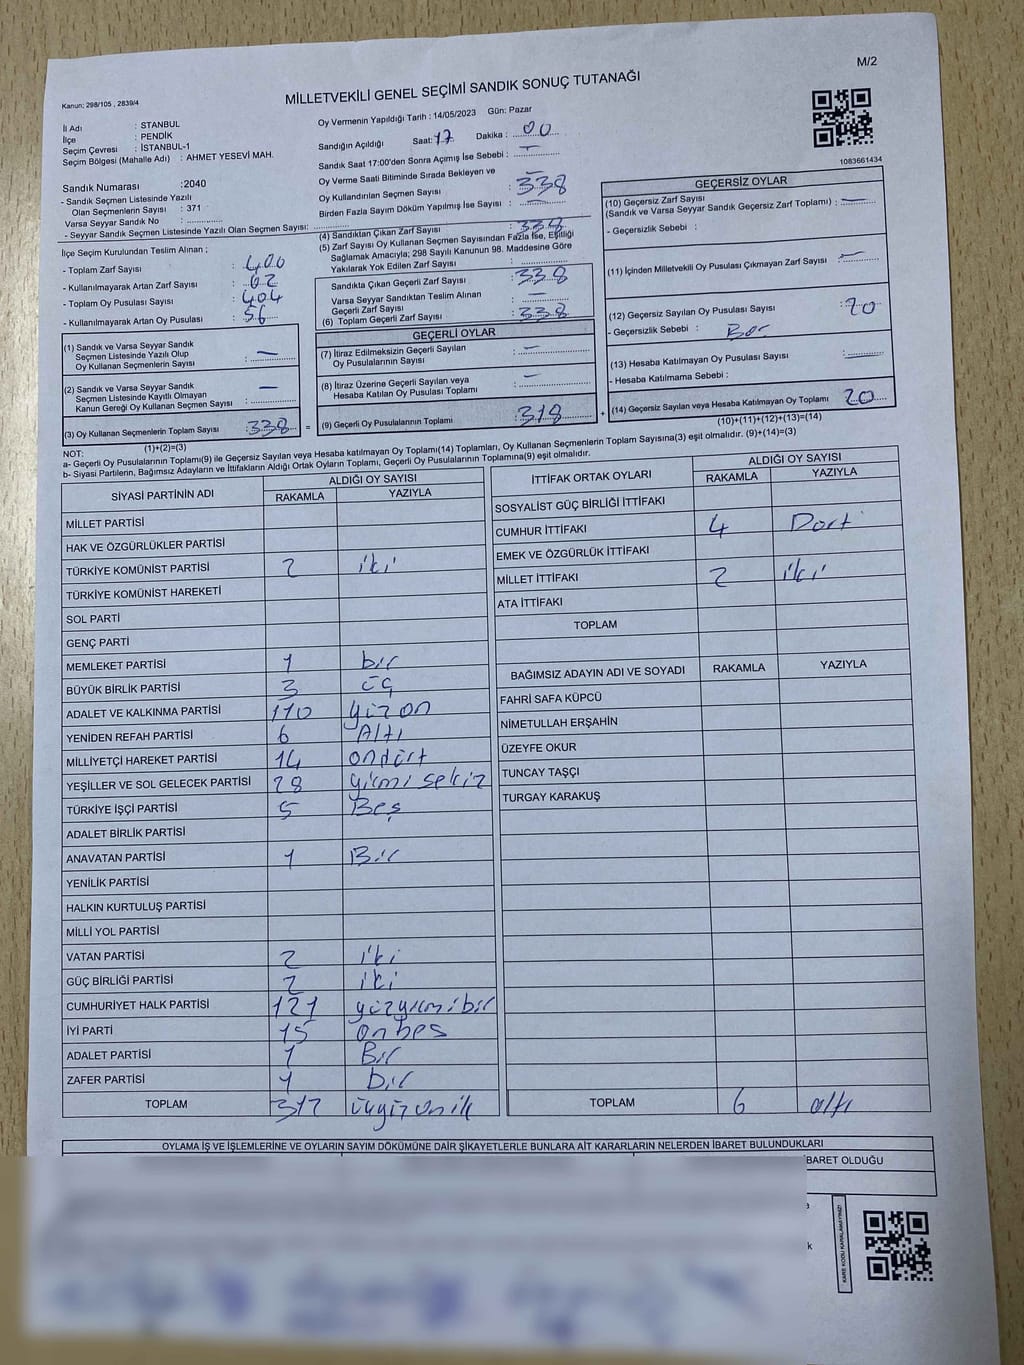 M/2
Kanun; 298/105 , 2839/4
MİLLETVEKİLİ GENEL SEÇİMİ SANDIK SONUÇ TUTANAĞI
İl Adı : STANBUL
İlçe : PENDİK
Seçim Çevresi : İSTANBUL-1
Seçim Bölgesi (Mahalle Adı) : AHMET YESEVİ MAH.
Sandık Numarası :2040
- Sandık Seçmen Listesinde Yazılı
Olan Seçmenlerin Sayısı : 371
Varsa Seyyar Sandık No :
- Seyyar Sandık Seçmen Listesinde Yazılı Olan Seçmen Sayısı:
Oy Vermenin Yapıldığı Tarih : 14/05/2023 Gün: Pazar
Sandığın Açıldığı Saat: 17 Dakika : 00
Sandık Saat 17:00'den Sonra Açımış İse Sebebi : —
Oy Verme Saati Bitiminde Sırada Bekleyen ve
Oy Kullandırılan Seçmen Sayısı : 338
Birden Fazla Sayım Döküm Yapılmış İse Sayısı : —
1083661434
İlçe Seçim Kurulundan Teslim Alınan ;
- Toplam Zarf Sayısı : 400
- Kullanılmayarak Artan Zarf Sayısı : 62
- Toplam Oy Pusulası Sayısı : 404
- Kullanılmayarak Artan Oy Pusulası : 56
(4) Sandıktan Çıkan Zarf Sayısı : 338
(5) Zarf Sayısı Oy Kullanan Seçmen Sayısından Fazla İse, Eşitliği
Sağlamak Amacıyla; 298 Sayılı Kanunun 98. Maddesine Göre
Yakılarak Yok Edilen Zarf Sayısı :
Sandıkta Çıkan Geçerli Zarf Sayısı : 338
Varsa Seyyar Sandıktan Teslim Alınan
Geçerli Zarf Sayısı : —
(6) Toplam Geçerli Zarf Sayısı : 338
GEÇERSİZ OYLAR
(10) Geçersiz Zarf Sayısı
(Sandık ve Varsa Seyyar Sandık Geçersiz Zarf Toplamı) : —
- Geçersizlik Sebebi :
(11) İçinden Milletvekili Oy Pusulası Çıkmayan Zarf Sayısı : —
(12) Geçersiz Sayılan Oy Pusulası Sayısı : 20
- Geçersizlik Sebebi :
(13) Hesaba Katılmayan Oy Pusulası Sayısı : —
- Hesaba Katılmama Sebebi :
(14) Geçersiz Sayılan veya Hesaba Katılmayan Oy Toplamı 20
(10)+(11)+(12)+(13)=(14)
(1) Sandık ve Varsa Seyyar Sandık
Seçmen Listesinde Yazılı Olup
Oy Kullanan Seçmenlerin Sayısı : —
(2) Sandık ve Varsa Seyyar Sandık
Seçmen Listesinde Kayıtlı Olmayan
Kanun Gereği Oy Kullanan Seçmen Sayısı : —
(3) Oy Kullanan Seçmenlerin Toplam Sayısı : 338 =
(1)+(2)=(3)
GEÇERLİ OYLAR
(7) İtiraz Edilmeksizin Geçerli Sayılan
Oy Pusulalarının Sayısı : —
(8) İtiraz Üzerine Geçerli Sayılan veya
Hesaba Katılan Oy Pusulası Toplamı : —
(9) Geçerli Oy Pusulalarının Toplamı : 318 +
NOT:
a- Geçerli Oy Pusulalarının Toplamı(9) ile Geçersiz Sayılan veya Hesaba katılmayan Oy Toplamı(14) Toplamları, Oy Kullanan Seçmenlerin Toplam Sayısına(3) eşit olmalıdır. (9)+(14)=(3)
b- Siyasi Partilerin, Bağımsız Adayların ve İttifakların Aldığı Ortak Oyların Toplamı, Geçerli Oy Pusulalarının Toplamına(9) eşit olmalıdır.
SİYASİ PARTİNİN ADI ALDIĞI OY SAYISI
RAKAMLA YAZIYLA
MİLLET PARTİSİ
HAK VE ÖZGÜRLÜKLER PARTİSİ
TÜRKİYE KOMÜNİST PARTİSİ 2 iki
TÜRKİYE KOMÜNİST HAREKETİ
SOL PARTİ
GENÇ PARTİ
MEMLEKET PARTİSİ 1 bir
BÜYÜK BİRLİK PARTİSİ 3 üç
ADALET VE KALKINMA PARTİSİ 110 yüzon
YENİDEN REFAH PARTİSİ 6 Altı
MİLLİYETÇİ HAREKET PARTİSİ 14 ondört
YEŞİLLER VE SOL GELECEK PARTİSİ 28 yirmi sekiz
TÜRKİYE İŞÇİ PARTİSİ 5 Beş
ADALET BİRLİK PARTİSİ
ANAVATAN PARTİSİ 1 Bir
YENİLİK PARTİSİ
HALKIN KURTULUŞ PARTİSİ
MİLLİ YOL PARTİSİ
VATAN PARTİSİ 2 iki
GÜÇ BİRLİĞİ PARTİSİ 2 iki
CUMHURİYET HALK PARTİSİ 121 yüzyirmibir
İYİ PARTİ 15 onbes
ADALET PARTİSİ 1 Bir
ZAFER PARTİSİ 1 bir
TOPLAM 312 üçyüzonik
İTTİFAK ORTAK OYLARI ALDIĞI OY SAYISI
RAKAMLA YAZIYLA
SOSYALİST GÜÇ BİRLİĞİ İTTİFAKI
CUMHUR İTTİFAKI 4 Dört
EMEK VE ÖZGÜRLÜK İTTİFAKI
MİLLET İTTİFAKI 2 iki
ATA İTTİFAKI
TOPLAM
BAĞIMSIZ ADAYIN ADI VE SOYADI RAKAMLA YAZIYLA
FAHRİ SAFA KÜPCÜ
NİMETULLAH ERŞAHİN
ÜZEYFE OKUR
TUNCAY TAŞÇI
TURGAY KARAKUŞ
TOPLAM 6 altı
OYLAMA İŞ VE İŞLEMLERİNE VE OYLARIN SAYIM DÖKÜMÜNE DAİR ŞİKAYETLERLE BUNLARA AİT KARARLARIN NELERDEN İBARET BULUNDUKLARI
İBARET OLDUĞU
KARE KODU KARALAMAYINIZ!